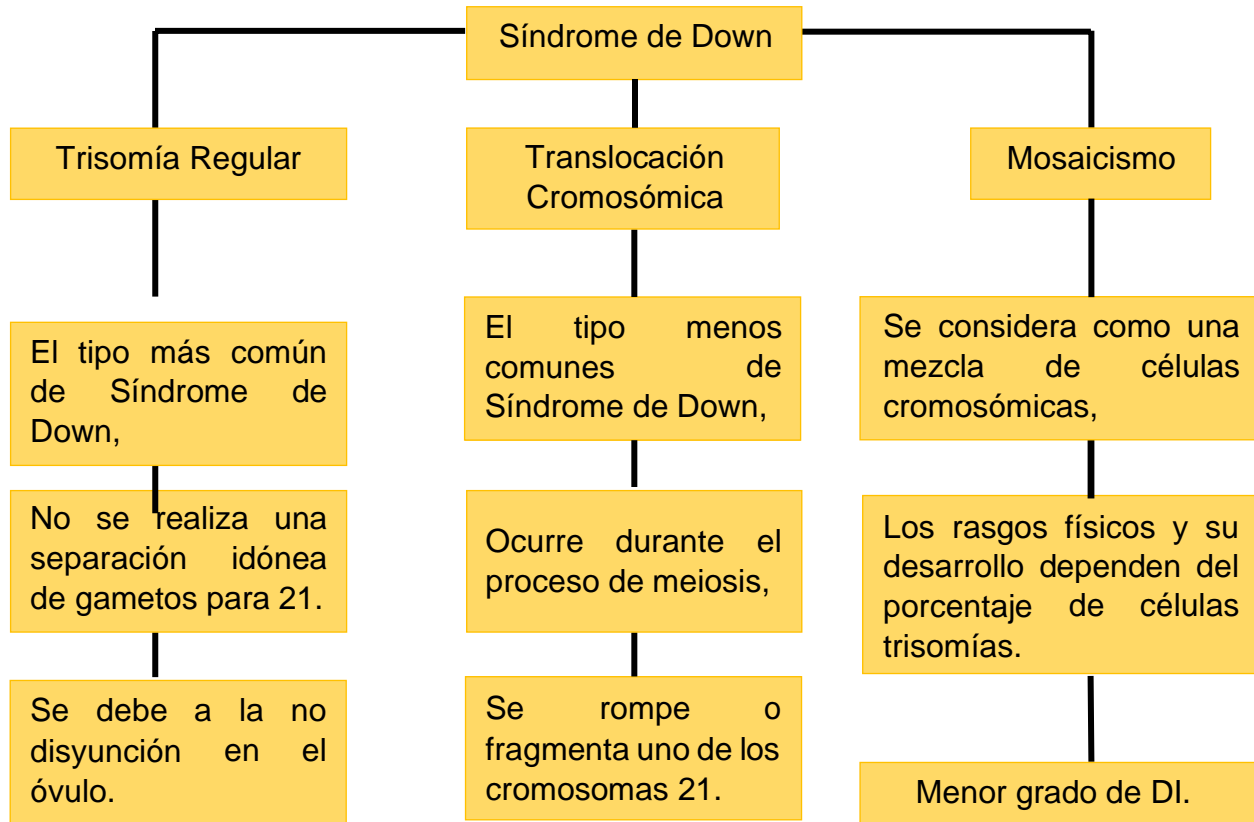 Síndrome de Down
Trisomía Regular
Translocación
Cromosómica
Mosaicismo
El tipo más común
de Síndrome de
Down,
El tipo menos
comunes de
Síndrome de Down,
Se considera como una
mezcla de células
cromosómicas,
No se realiza una
separación idónea
de gametos para 21.
Ocurre durante el
proceso de meiosis,
Los rasgos físicos y su
desarrollo dependen del
porcentaje de células
trisomías.
Se debe a la no
disyunción en el
óvulo.
Se rompe o
fragmenta uno de los
cromosomas 21.
Menor grado de DI.